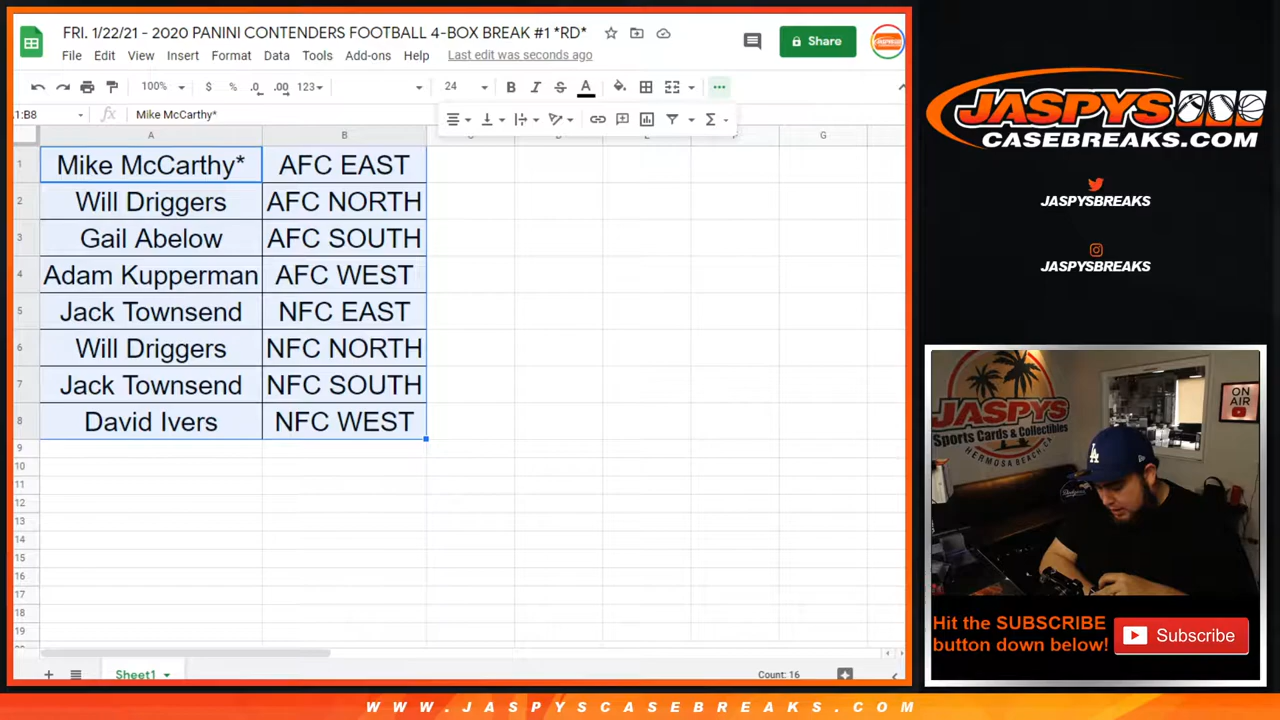 FRI. 1/22/21 - 2020 PANINI CONTENDERS FOOTBALL 4-BOX BREAK #1 *RD*
File Edit View Insert Format Data Tools Add-ons Help Last edit was seconds ago
Share
100% $ % .0 .00 123 24 B I S A
1:B8 fx Mike McCarthy*
A B G
1 Mike McCarthy* AFC EAST
2 Will Driggers AFC NORTH
3 Gail Abelow AFC SOUTH
4 Adam Kupperman AFC WEST
5 Jack Townsend NFC EAST
6 Will Driggers NFC NORTH
7 Jack Townsend NFC SOUTH
8 David Ivers NFC WEST
9
10
11
12
13
14
15
16
17
18
19
Sheet1
Count: 16
JASPYS
CASEBREAKS.COM
JASPYSBREAKS
JASPYSBREAKS
JASPYS
Sports Cards & Collectibles
HERMOSA BEACH, CA
ON
AIR
LA
Dodgers
Hit the SUBSCRIBE
button down below!
Subscribe
WWW.JASPYSCASEBREAKS.COM